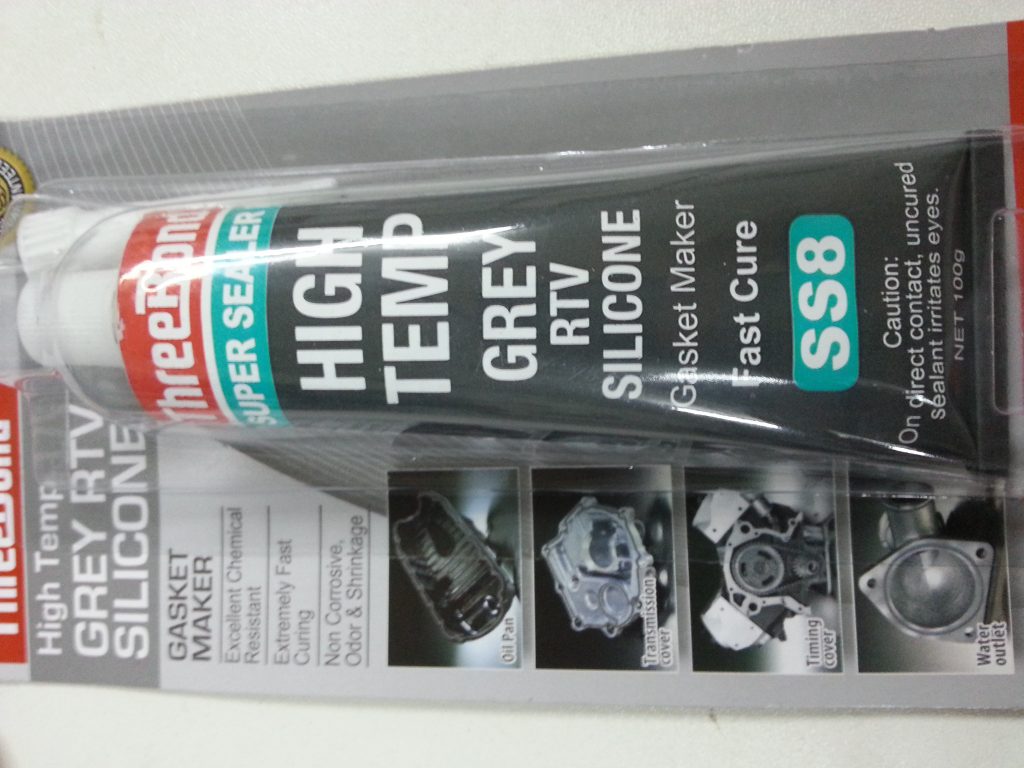 ThreeBond
High Temp
GREY RTV
SILICONE
GASKET
MAKER
Excellent Chemical
Resistant
Extremely Fast
Curing
Non Corrosive,
Odor & Shrinkage
Oil Pan
Transmission
cover
Timing
cover
Water
outlet
ThreeBond
SUPER SEALER
HIGH
TEMP
GREY
RTV
SILICONE
Gasket Maker
Fast Cure
SS8
Caution:
On direct contact, uncured
sealant irritates eyes.
NET 100g